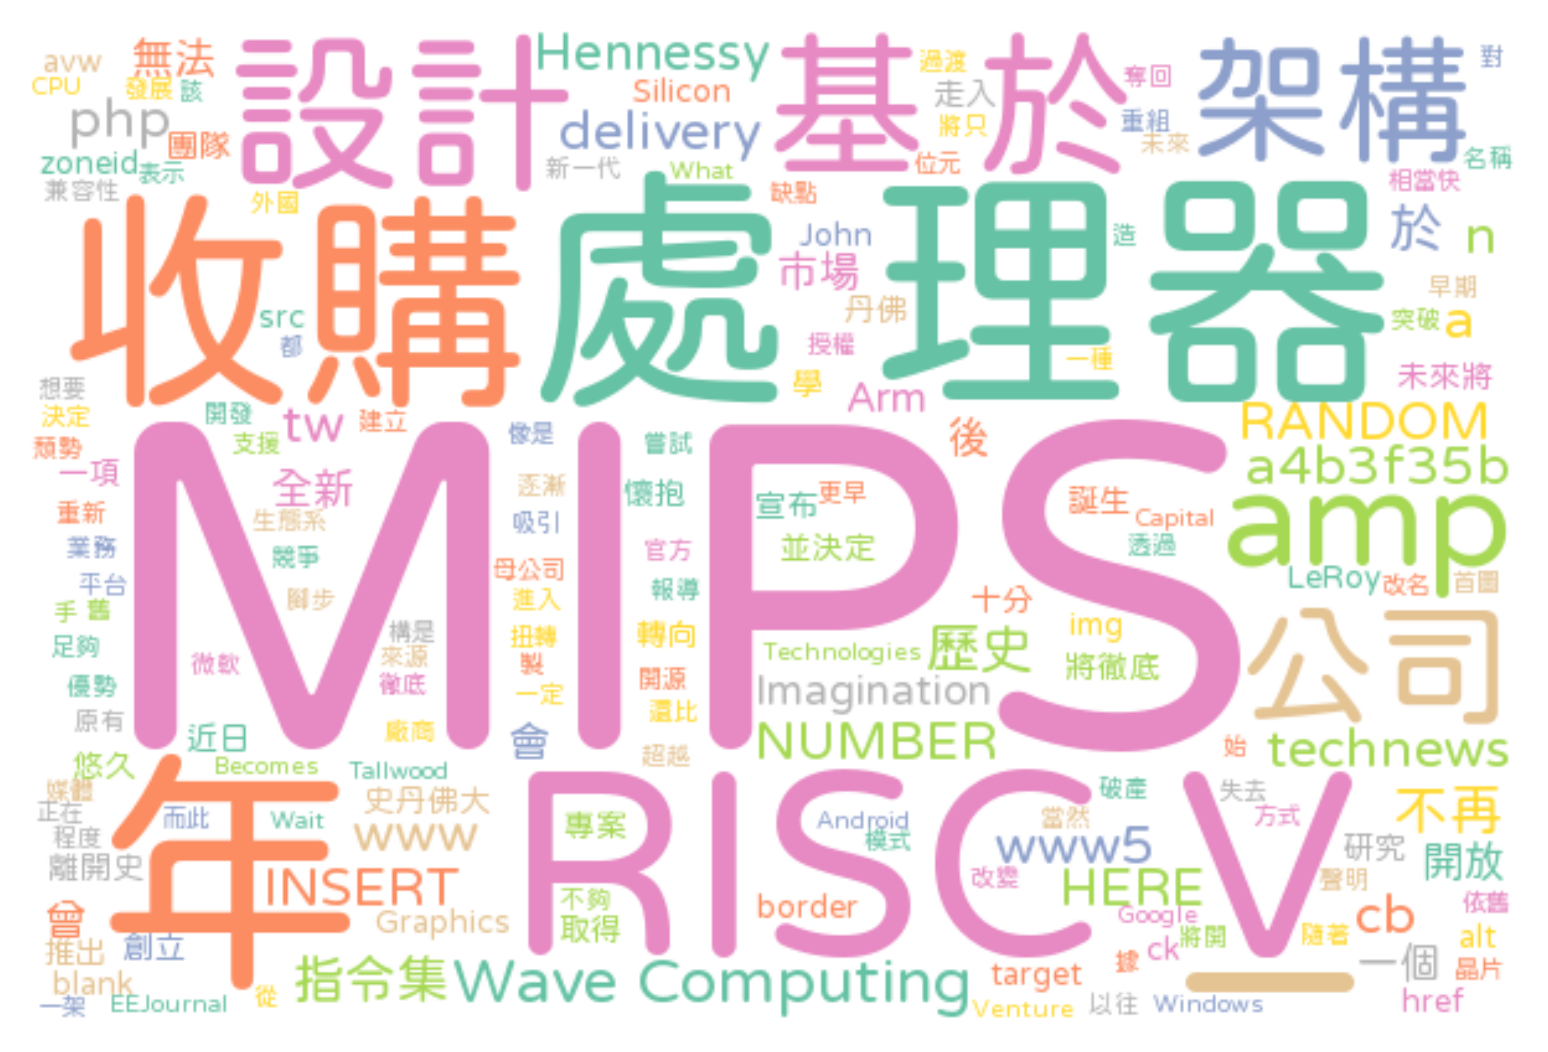 avw
無法
設計
Hennessy
基於
過渡
奪回
架構
對
CPU
發展
該
Silicon
走入
php
團隊
delivery
將只
重組
未來
zoneid
表示
新一代
What
位元
名稱
兼容性
外國
缺點
相當快
收購
處理器
John
造
於
n
市場
早期
src
丹佛
突破
a
都
授權
一種
想要
學
Arm
未來將
決定
開發
tw
建立
RANDOM
頹勢
支援
像是
嘗試
後
MIPS
一項
全新
逐漸
懷抱
宣布
更早
誕生
a4b3f35b
重新
生態系
吸引
Capital
amp
業務
競爭
官方
並決定
透過
平台
母公司
報導
LeRoy
改名
首圖
手
舊
腳步
進入
十分
足夠
構是
扭轉
轉向
歷史
img
公司
微軟
來源
製
Technologies
將徹底
優勢
徹底
一定
開源
Imagination
原有
還比
近日
廠商
會
NUMBER
始
technews
悠久
Becomes
Tallwood
超越
年
RISCV
媒體
史丹佛大
破產
失去
不再
正在
而此
Wait
www
專案
Android
當然
方式
程度
模式
www5
研究
開放
離開史
INSERT
改變
HERE
聲明
曾
Graphics
不夠
border
Google
cb
依舊
推出
創立
取得
ck
將開
隨著
alt
blank
指令集
Wave Computing
target
據
一
一個
晶片
一架
EEJournal
從
Venture
以往
Windows
href